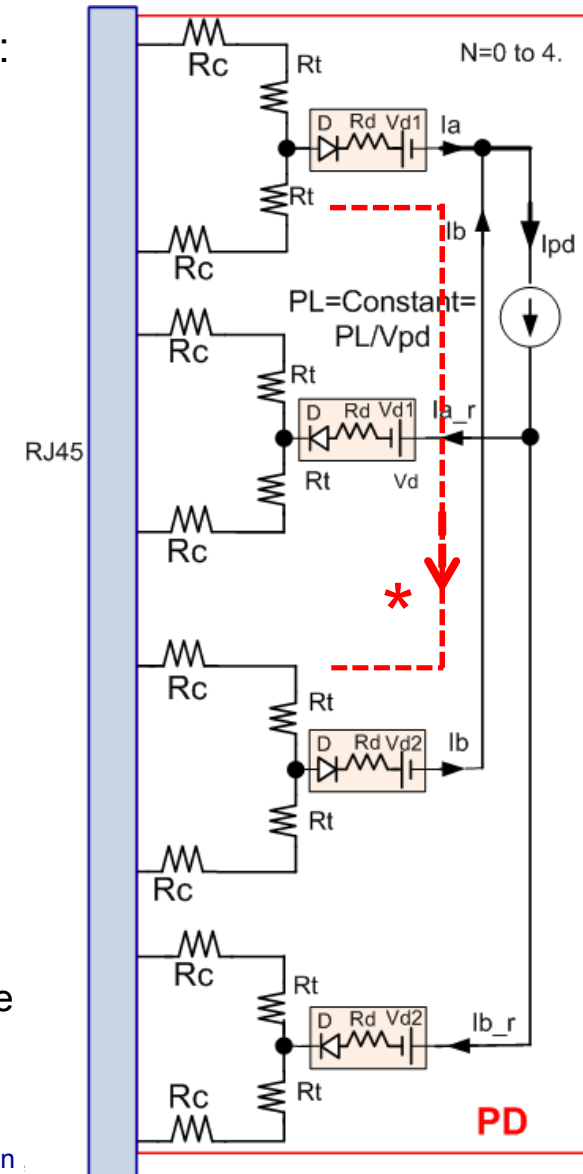 :
Rc
Rt
N=0 to 4.
D Rd Vd1
Ia
Rt
Ib
Ipd
Rc
PL=Constant=
PL/Vpd
Rc
Rt
D Rd Vd1
Ia_r
RJ45
Rt
Vd
Rc
*
Rc
Rt
D Rd Vd2
Ib
Rt
Rc
Rc
Rt
e
D Rd Vd2
Ib_r
Rt
Rc
PD
n